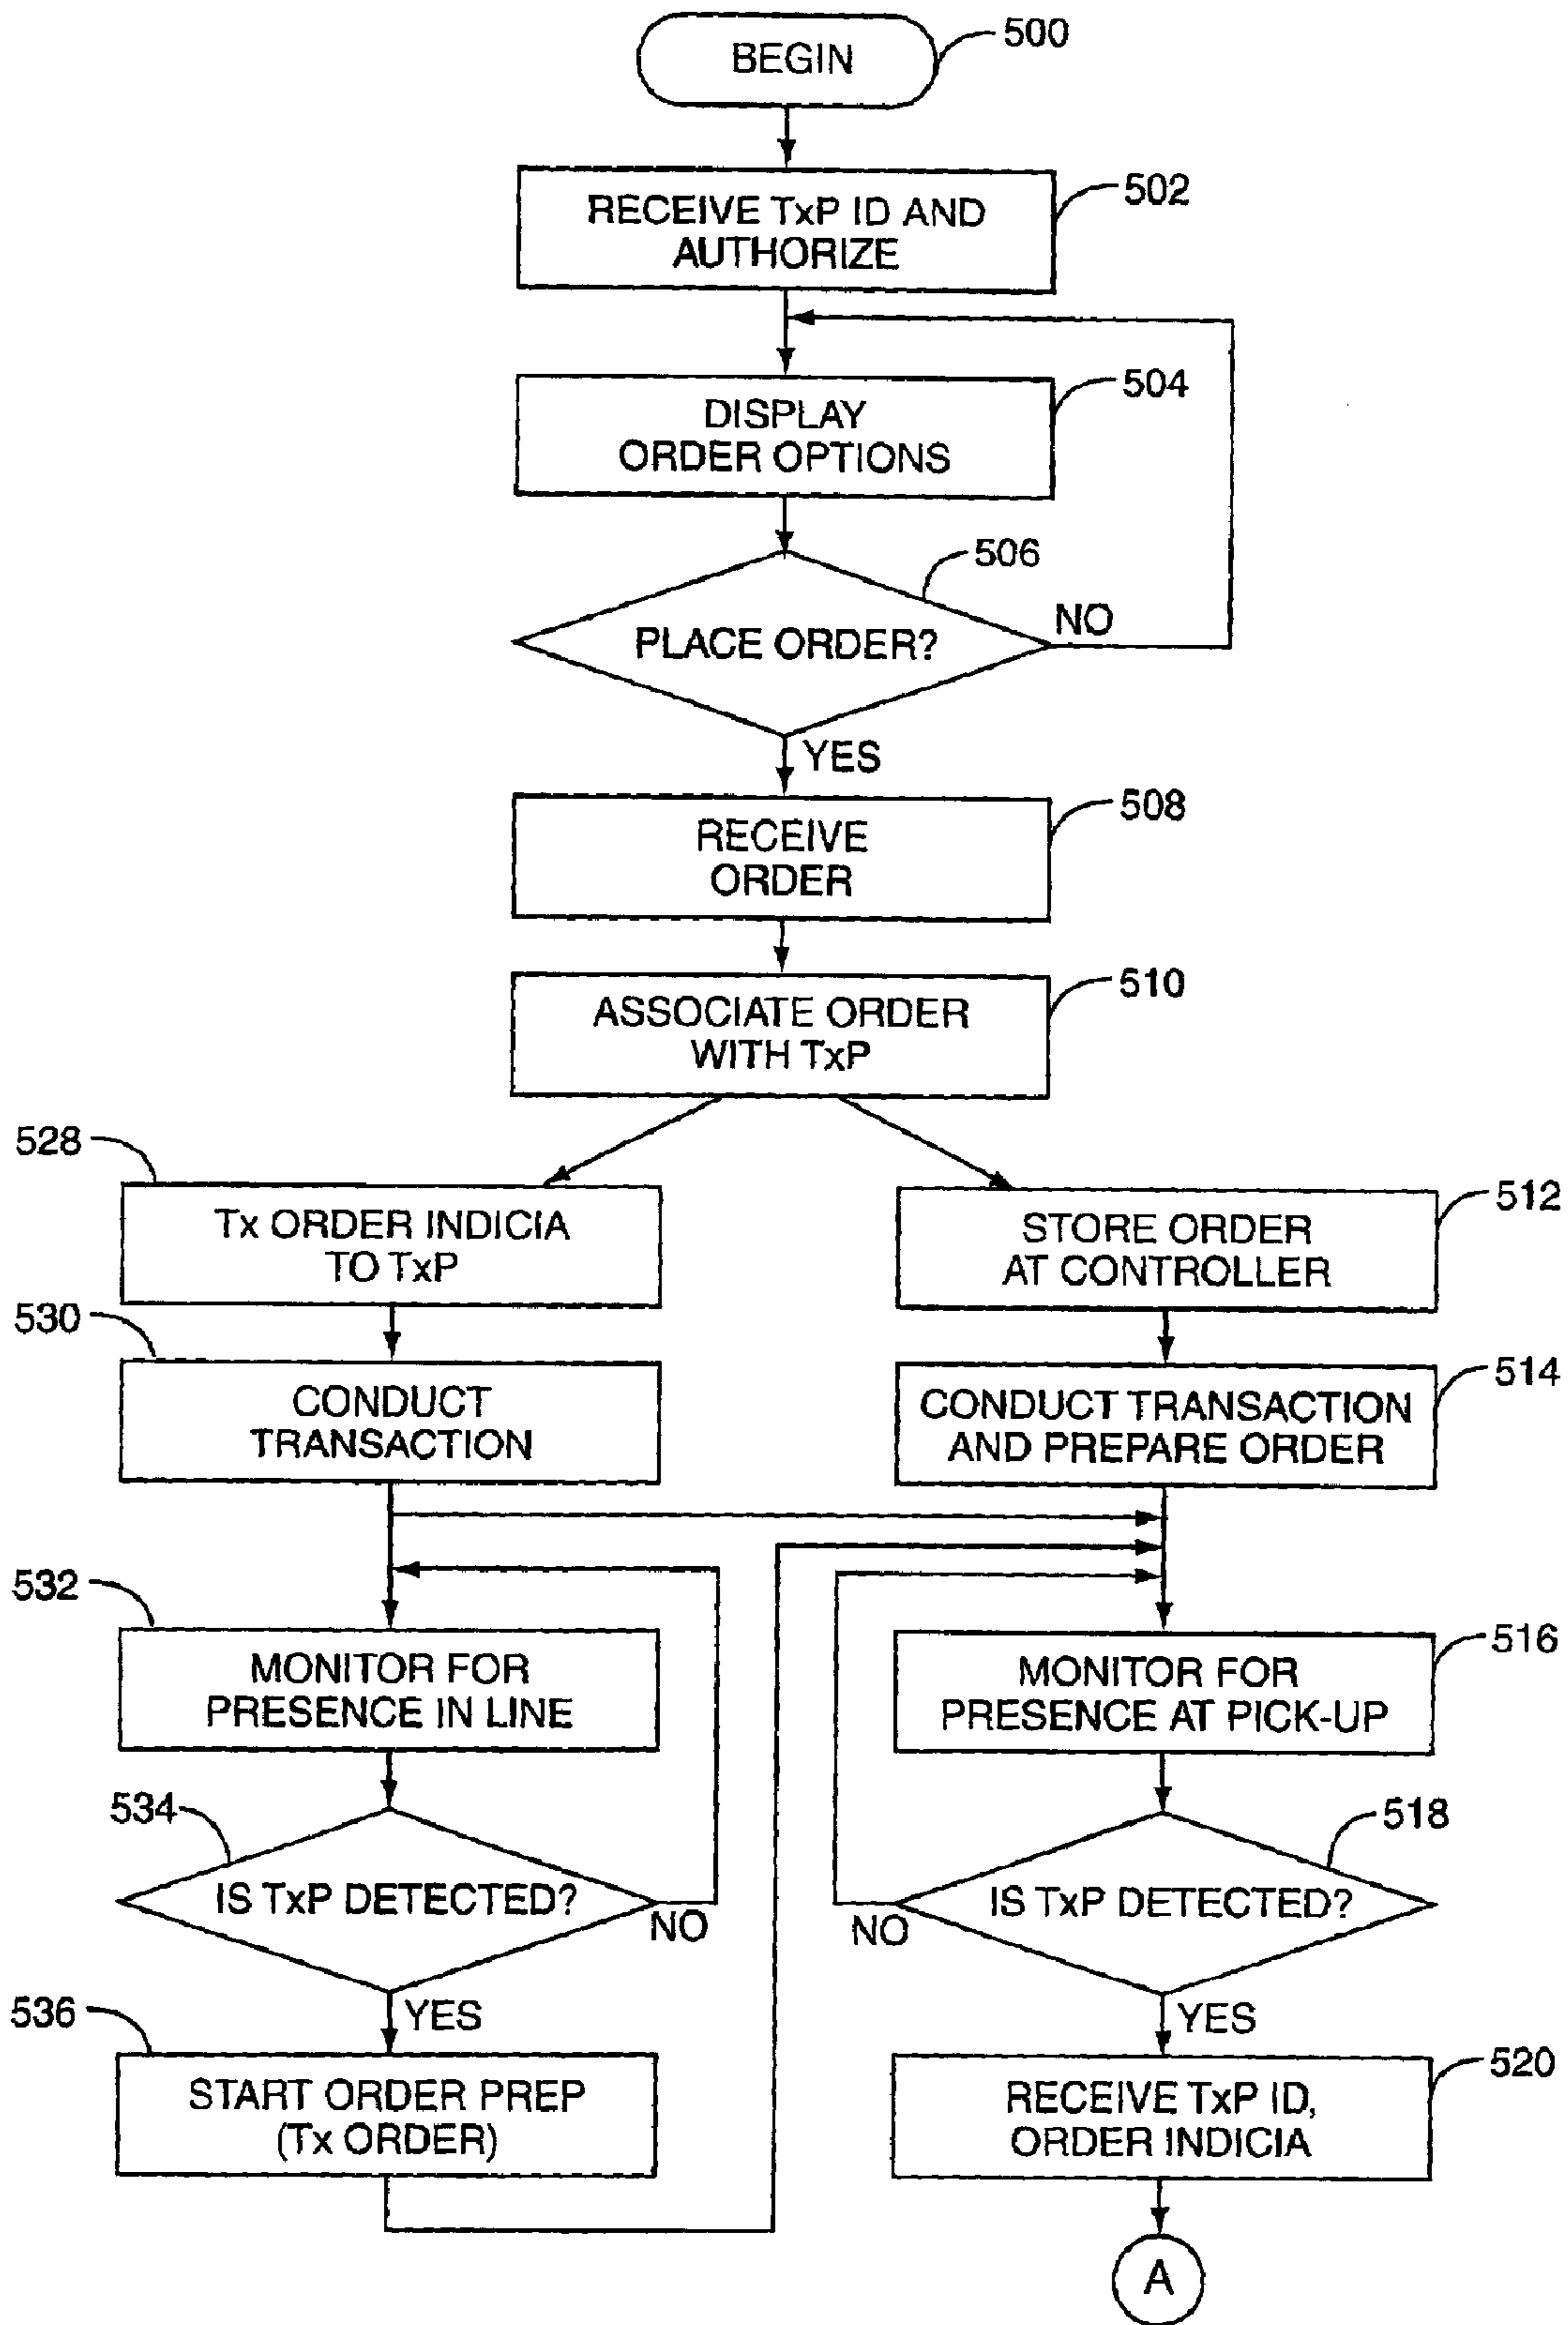 BEGIN
500
RECEIVE TxP ID AND
AUTHORIZE
502
DISPLAY
ORDER OPTIONS
504
PLACE ORDER?
506
NO
YES
RECEIVE
ORDER
508
ASSOCIATE ORDER
WITH TxP
510
528
Tx ORDER INDICIA
TO TxP
STORE ORDER
AT CONTROLLER
512
530
CONDUCT
TRANSACTION
CONDUCT TRANSACTION
AND PREPARE ORDER
514
532
MONITOR FOR
PRESENCE IN LINE
MONITOR FOR
PRESENCE AT PICK-UP
516
534
IS TxP DETECTED?
NO
YES
518
IS TxP DETECTED?
NO
YES
536
START ORDER PREP
(Tx ORDER)
RECEIVE TxP ID,
ORDER INDICIA
520
A